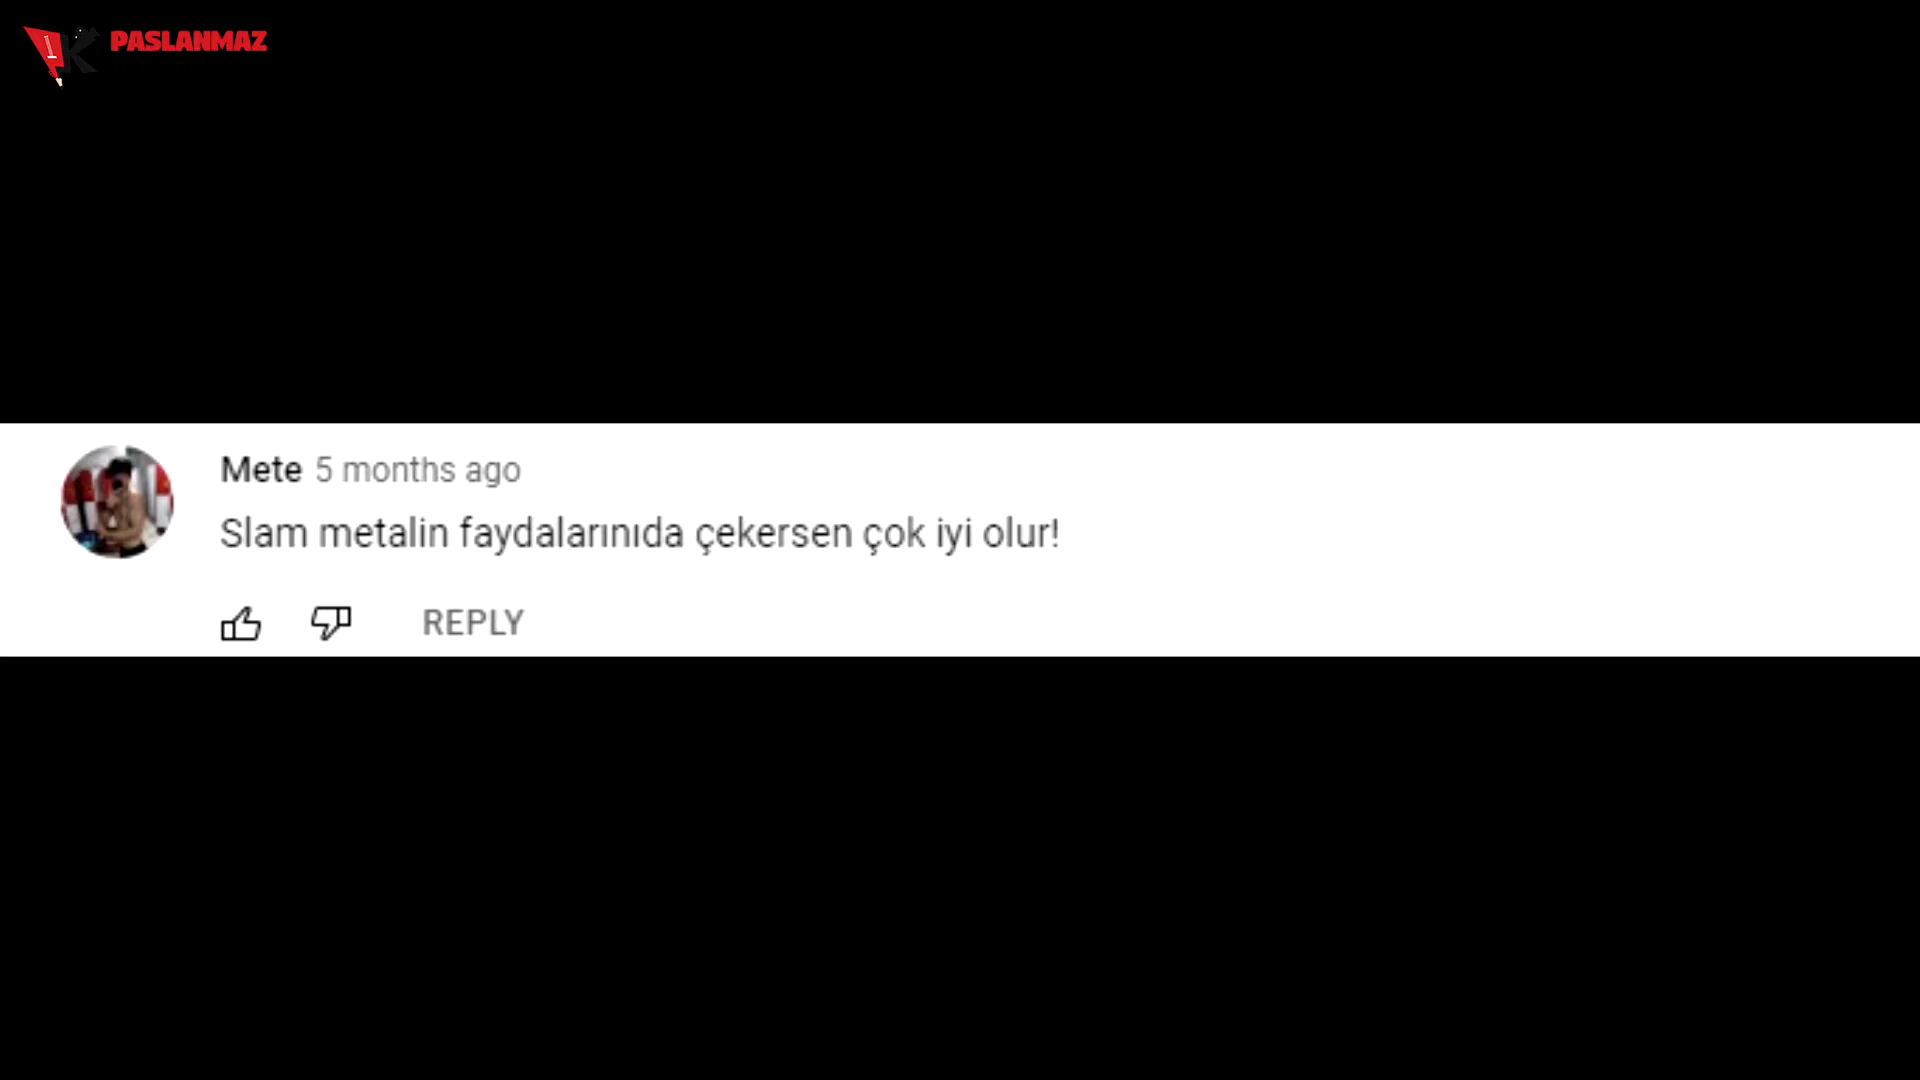 PASLANMAZ
Mete 5 months ago
Slam metalin faydalarınıda çekersen çok iyi olur!
REPLY